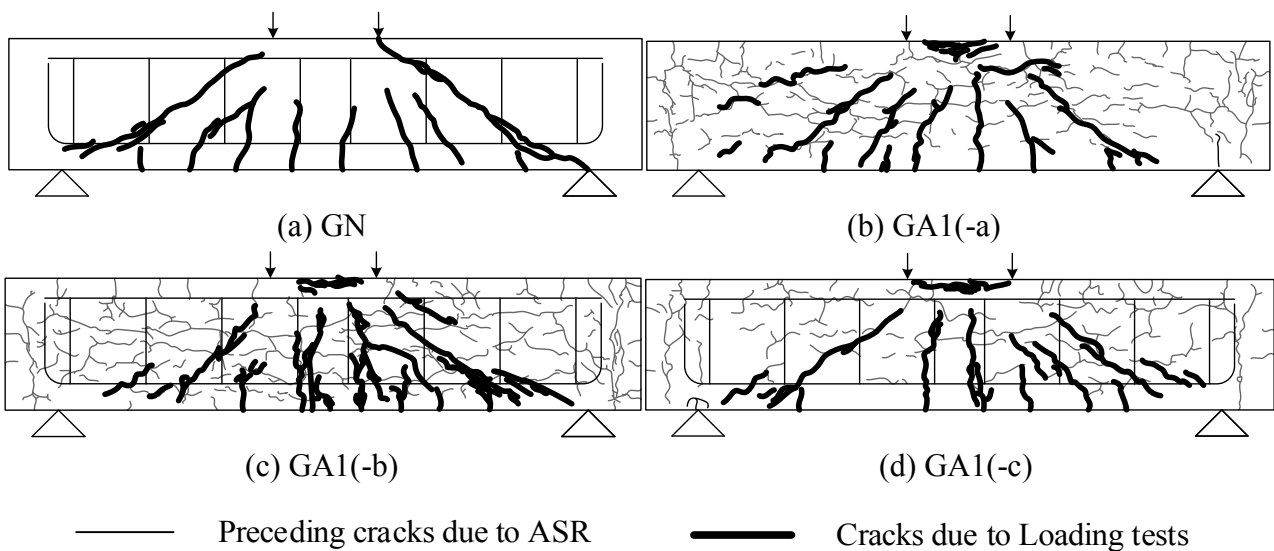 (a) GN
(b) GA1(-a)
(c) GA1(-b)
(d) GA1(-c)
Preceding cracks due to ASR
Cracks due to Loading tests